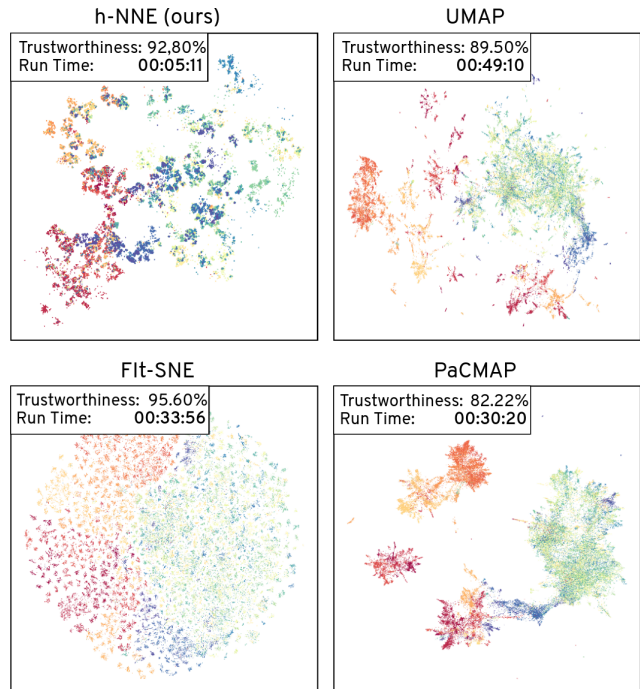 h-NNE (ours)
Trustworthiness: 92,80%
Run Time: 00:05:11
UMAP
Trustworthiness: 89.50%
Run Time: 00:49:10
FIt-SNE
Trustworthiness: 95.60%
Run Time: 00:33:56
PaCMAP
Trustworthiness: 82.22%
Run Time: 00:30:20